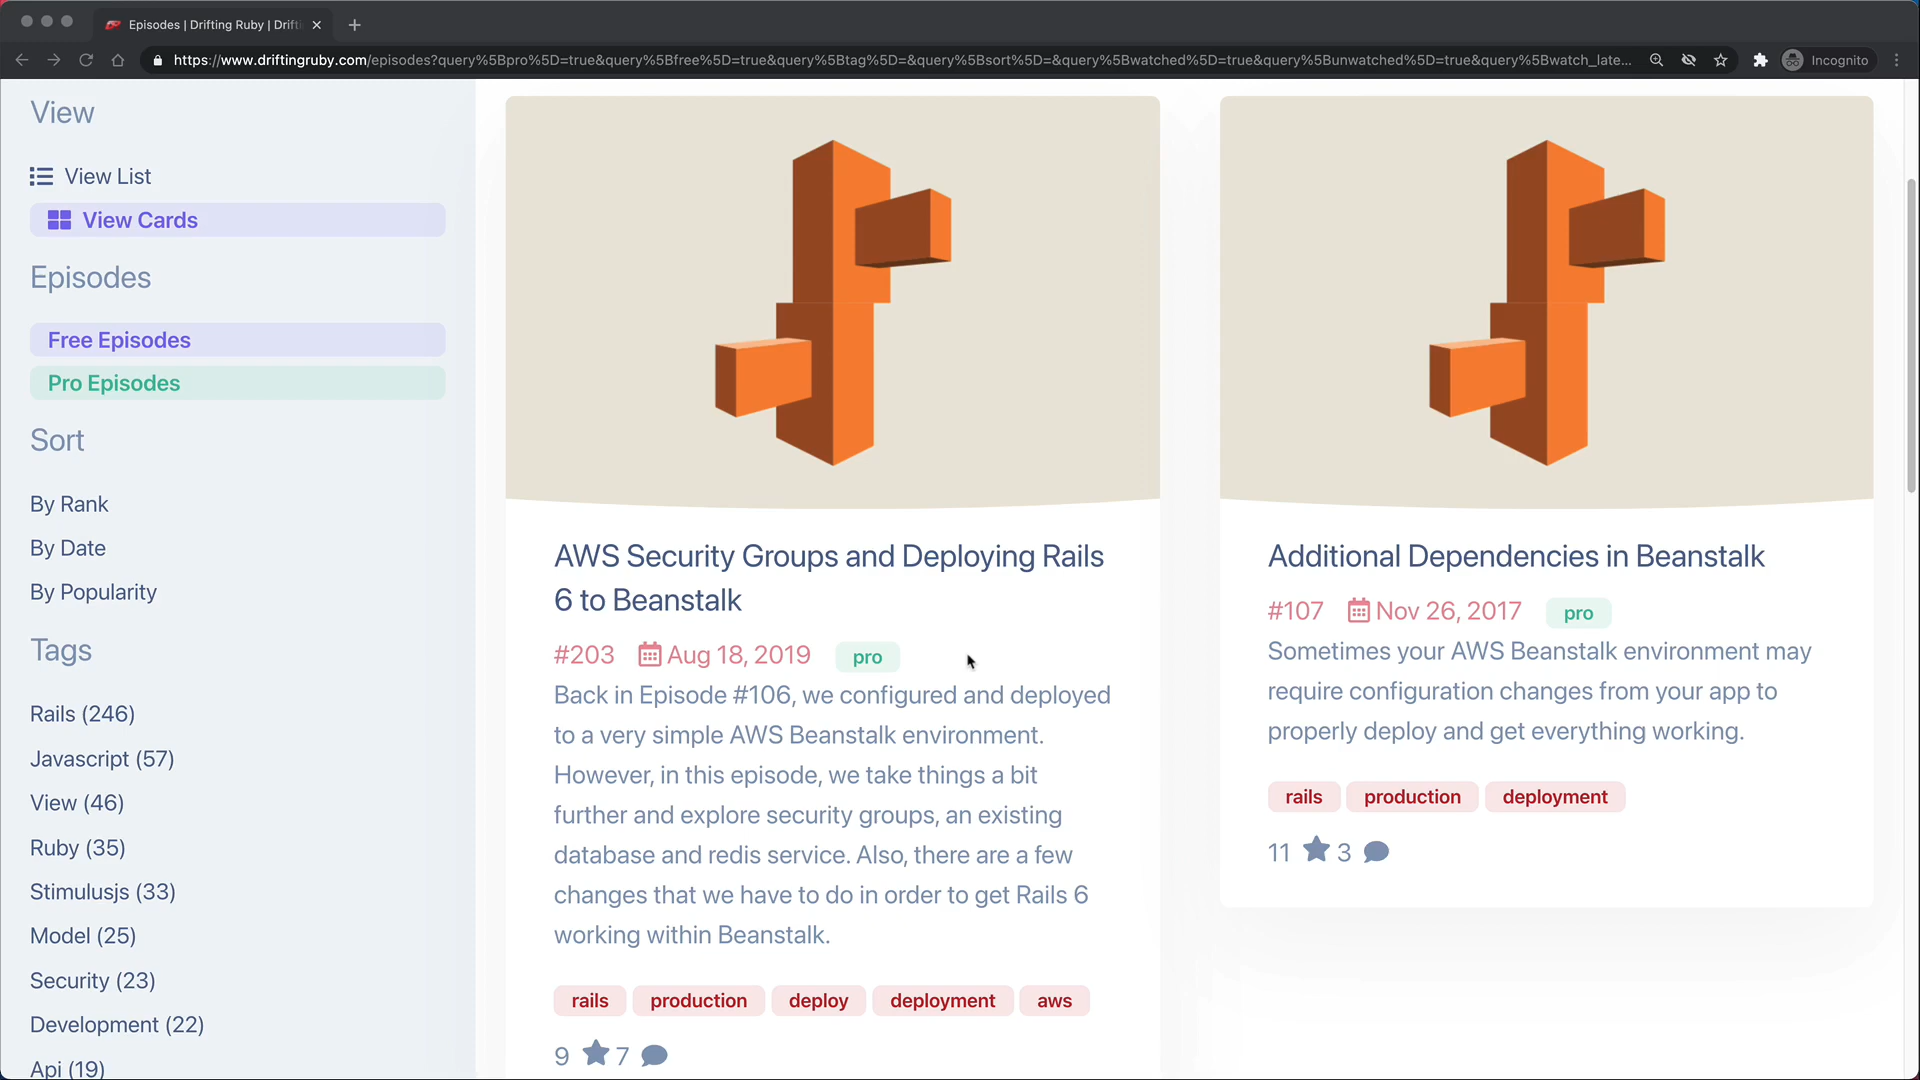 Episodes | Drifting Ruby | Drifti
https://www.driftingruby.com/episodes?query%5Bpro%5D=true&query%5Bfree%5D=true&query%5Btag%5D=&query%5Bsort%5D=&query%5Bwatched%5D=true&query%5Bunwatched%5D=true&query%5Bwatch_late...
Incognito
View
View List
View Cards
Episodes
Free Episodes
Pro Episodes
Sort
By Rank
By Date
By Popularity
Tags
Rails (246)
Javascript (57)
View (46)
Ruby (35)
Stimulusjs (33)
Model (25)
Security (23)
Development (22)
Api (19)
AWS Security Groups and Deploying Rails
6 to Beanstalk
#203 Aug 18, 2019 pro
Back in Episode #106, we configured and deployed
to a very simple AWS Beanstalk environment.
However, in this episode, we take things a bit
further and explore security groups, an existing
database and redis service. Also, there are a few
changes that we have to do in order to get Rails 6
working within Beanstalk.
rails production deploy deployment aws
9 7
Additional Dependencies in Beanstalk
#107 Nov 26, 2017 pro
Sometimes your AWS Beanstalk environment may
require configuration changes from your app to
properly deploy and get everything working.
rails production deployment
11 3